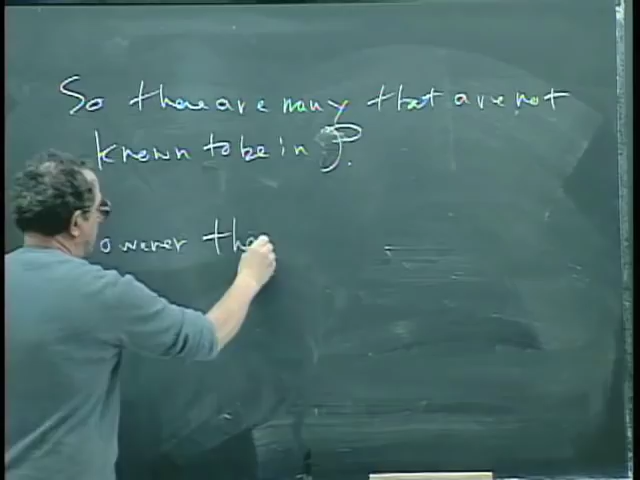 So there are many that are not
known to be in P.
owever the